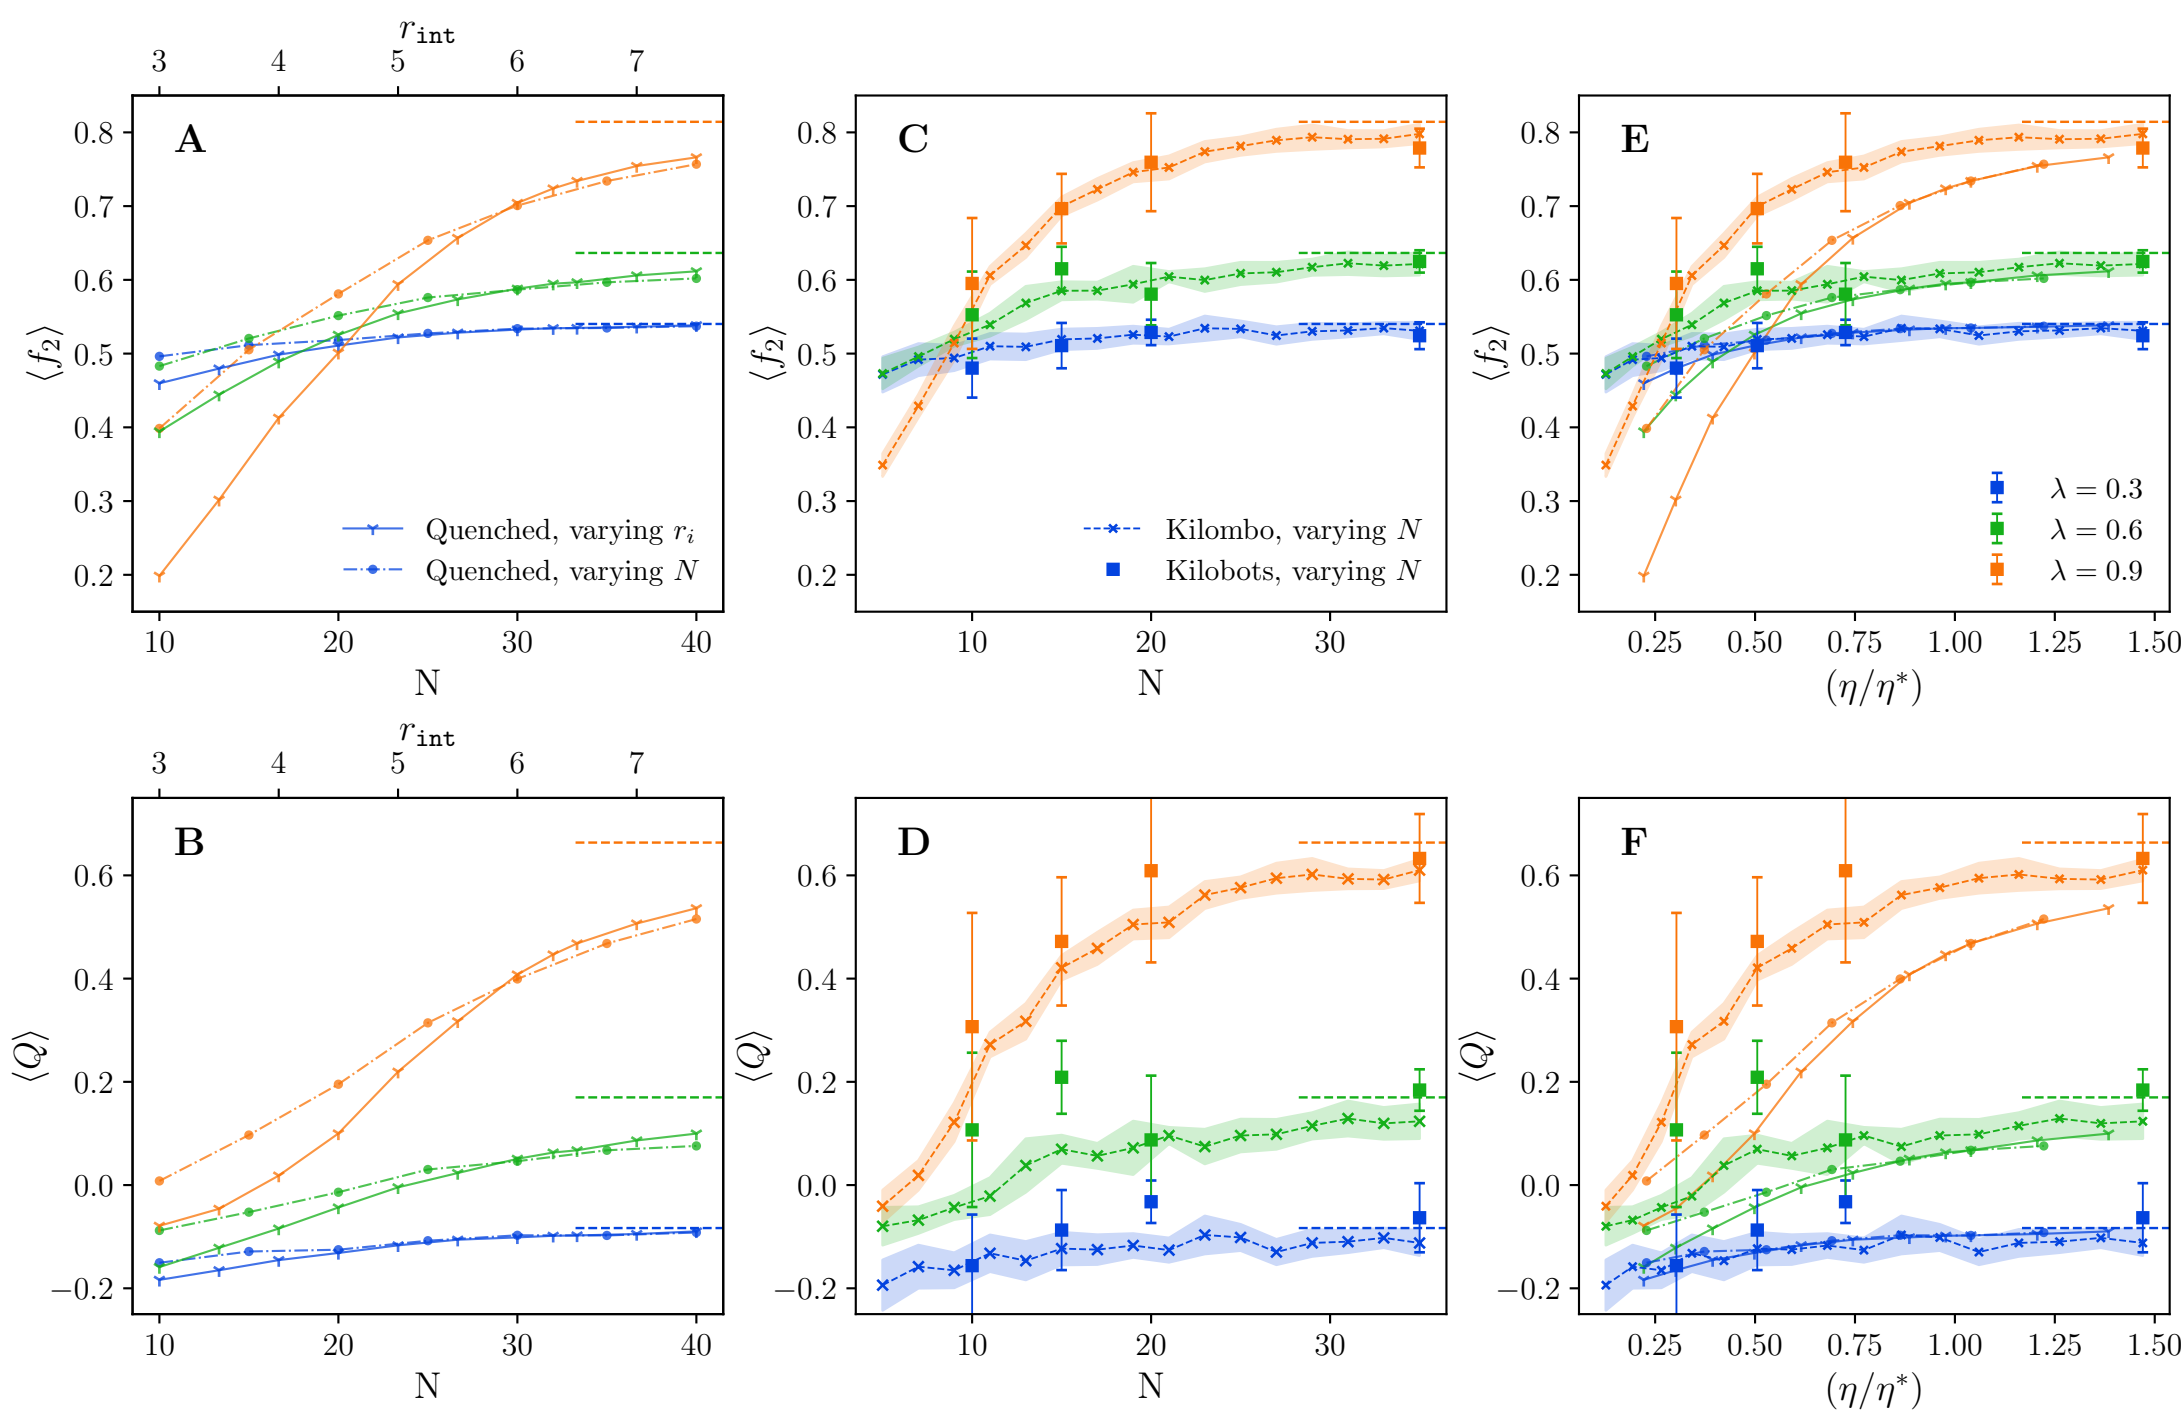 r_int
3 4 5 6 7
A
⟨f₂⟩
0.8
0.7
0.6
0.5
0.4
0.3
0.2
Quenched, varying r_i
Quenched, varying N
10 20 30 40
N
C
⟨f₂⟩
0.8
0.7
0.6
0.5
0.4
0.3
0.2
Kilombo, varying N
Kilobots, varying N
10 20 30
N
E
⟨f₂⟩
0.8
0.7
0.6
0.5
0.4
0.3
0.2
λ = 0.3
λ = 0.6
λ = 0.9
0.25 0.50 0.75 1.00 1.25 1.50
(η/η*)
r_int
3 4 5 6 7
B
⟨Q⟩
0.6
0.4
0.2
0.0
−0.2
10 20 30 40
N
D
⟨Q⟩
0.6
0.4
0.2
0.0
−0.2
10 20 30
N
F
⟨Q⟩
0.6
0.4
0.2
0.0
−0.2
0.25 0.50 0.75 1.00 1.25 1.50
(η/η*)